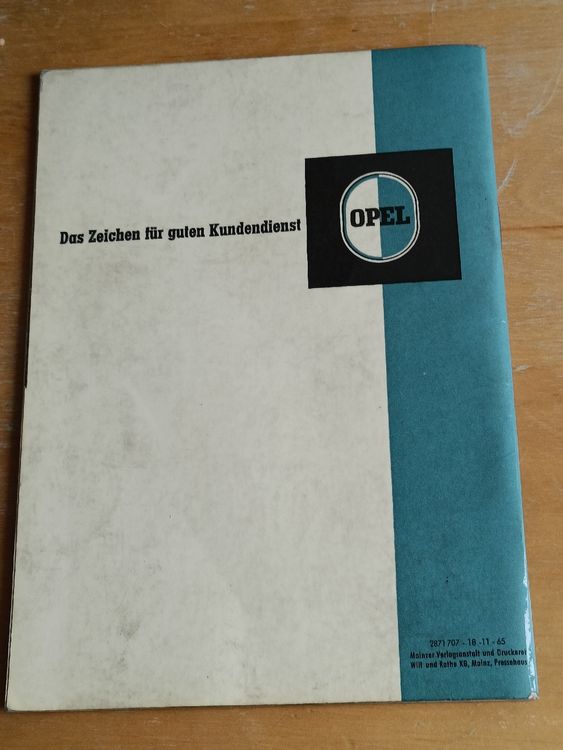 Das Zeichen für guten Kundendienst
OPEL
2871 707 - 18 - 11 - 65
Mainzer Verlagsanstalt und Druckerei
Will und Rothe KG, Mainz, Pressehaus